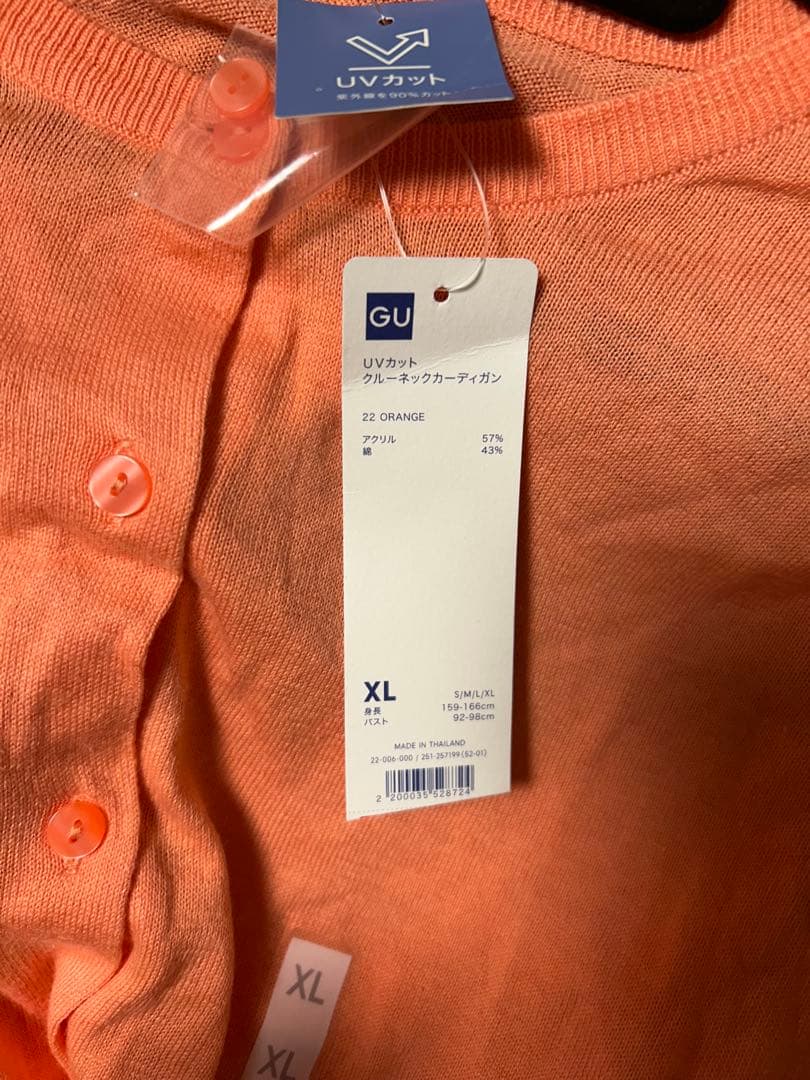 UVカット
紫外線を90%カット
GU
UVカット
クルーネックカーディガン
22 ORANGE
アクリル 57%
綿 43%
XL S/M/L/XL
身長 159-166cm
バスト 92-98cm
MADE IN THAILAND
22-006-000 / 251-257199 (52-01)
2 200035 528724
XL
XL